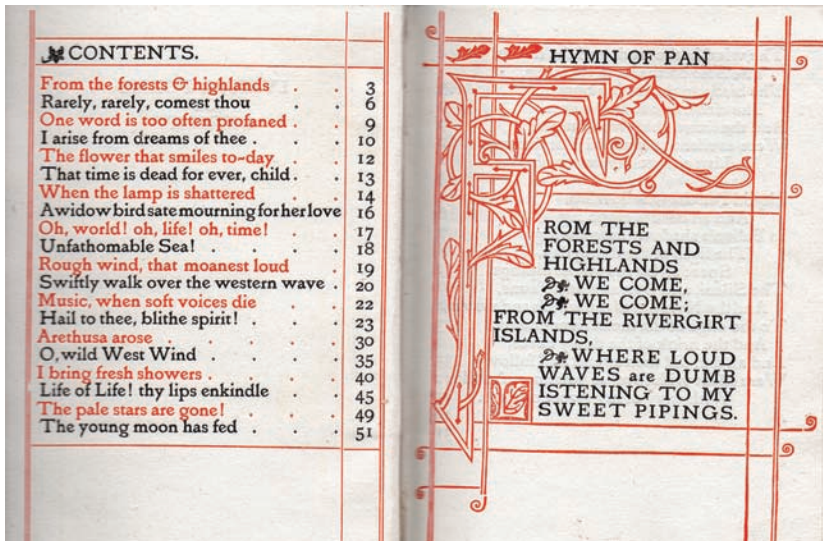 CONTENTS.
From the forests & highlands . . 3
Rarely, rarely, comest thou . . 6
One word is too often profaned . . 9
I arise from dreams of thee . . . 10
The flower that smiles to-day . . 12
That time is dead for ever, child . . 13
When the lamp is shattered . . 14
A widow bird sate mourning for her love 16
Oh, world! oh, life! oh, time! . . 17
Unfathomable Sea! . . . . 18
Rough wind, that moanest loud . . 19
Swiftly walk over the western wave . 20
Music, when soft voices die . . 22
Hail to thee, blithe spirit! . . . 23
Arethusa arose . . . . . 30
O, wild West Wind . . . . 35
I bring fresh showers . . . . 40
Life of Life! thy lips enkindle . . 45
The pale stars are gone! . . . 49
The young moon has fed . . . 51
HYMN OF PAN
FROM THE
FORESTS AND
HIGHLANDS
WE COME,
WE COME;
FROM THE RIVERGIRT
ISLANDS,
WHERE LOUD
WAVES are DUMB
LISTENING TO MY
SWEET PIPINGS.